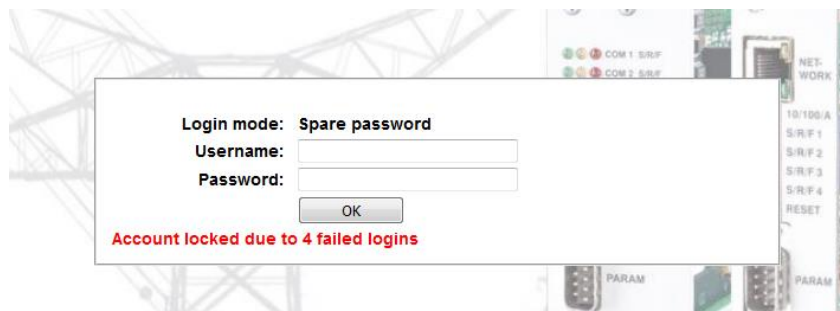 COM 1 S/R/F
COM 2 S/R/F
NET-
WORK
Login mode: Spare password
Username:
Password:
OK
Account locked due to 4 failed logins
10/100/A
S/R/F 1
S/R/F 2
S/R/F 3
S/R/F 4
RESET
PARAM
PARAM